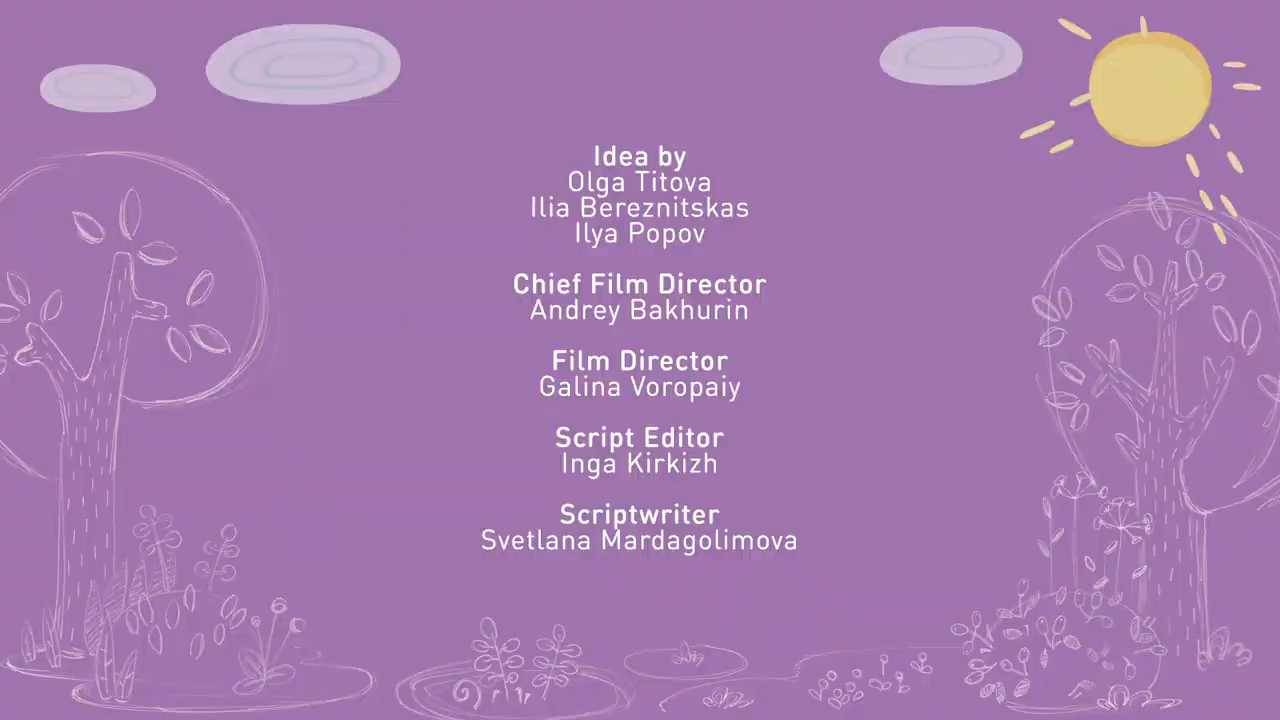 Idea by
Olga Titova
Ilia Bereznitskas
Ilya Popov
Chief Film Director
Andrey Bakhurin
Film Director
Galina Voropaiy
Script Editor
Inga Kirkizh
Scriptwriter
Svetlana Mardagolimova